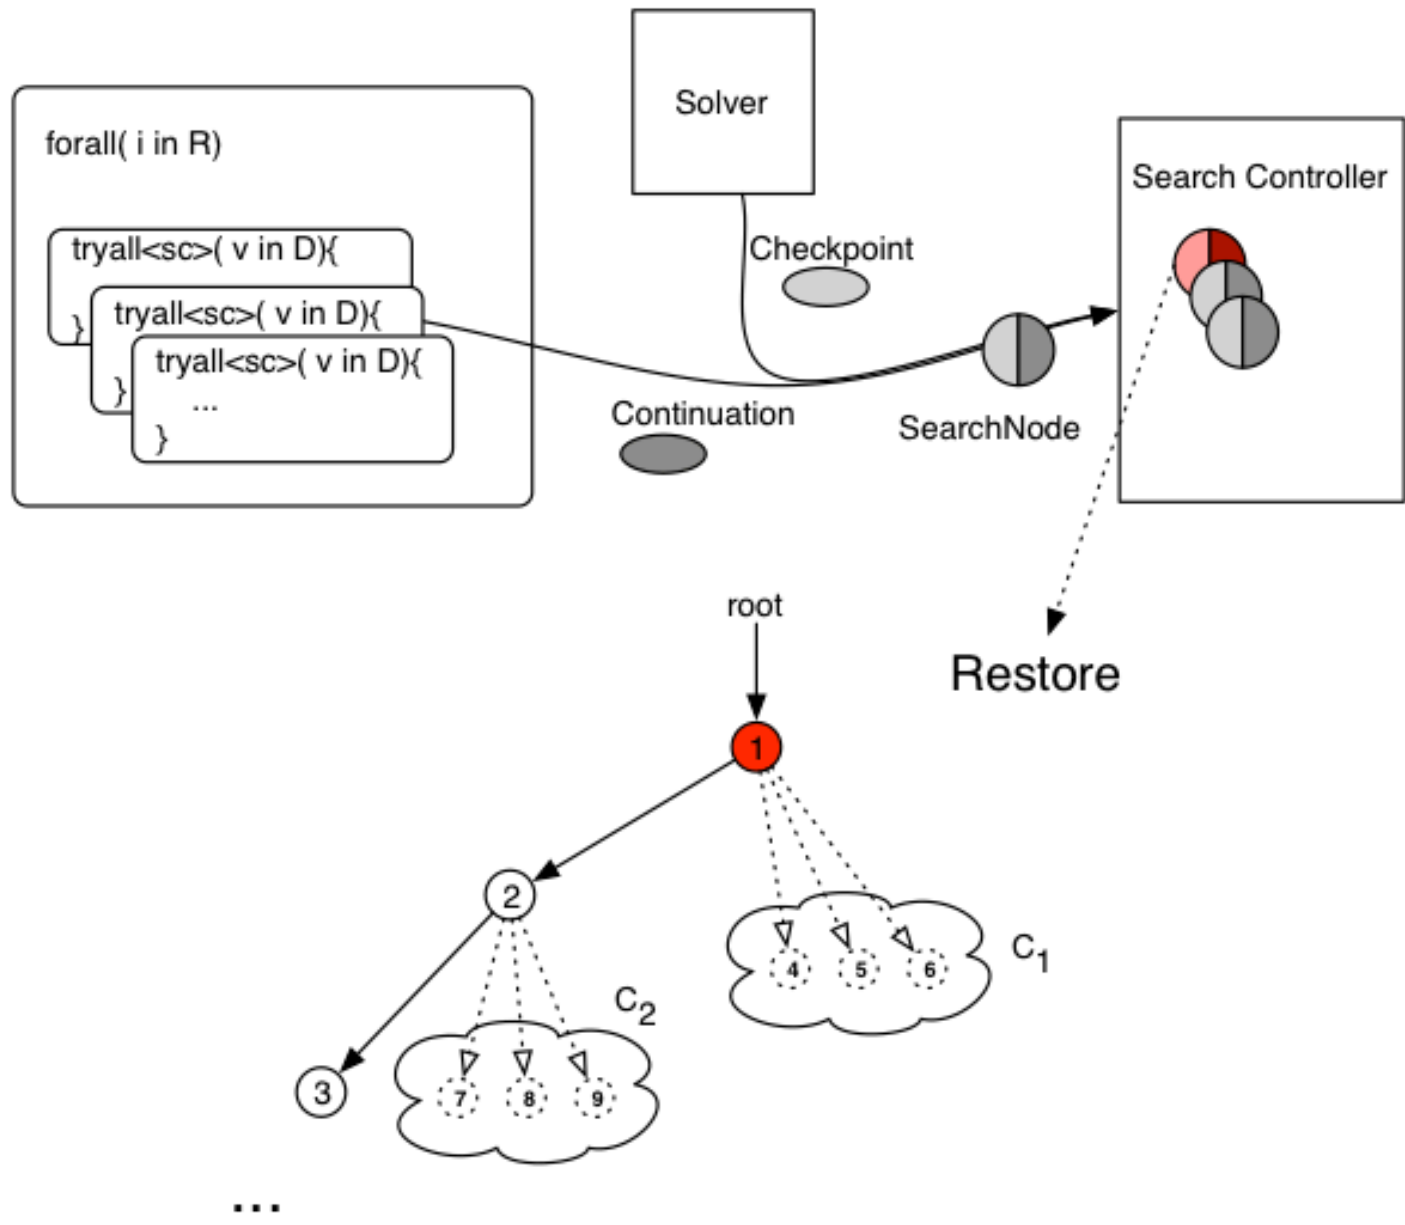 Solver
forall( i in R)
Search Controller
tryall<sc>( v in D){
}
tryall<sc>( v in D){
}
tryall<sc>( v in D){
...
}
Checkpoint
Continuation
SearchNode
root
Restore
1
2
4 5 6
C1
C2
3
7 8 9
...